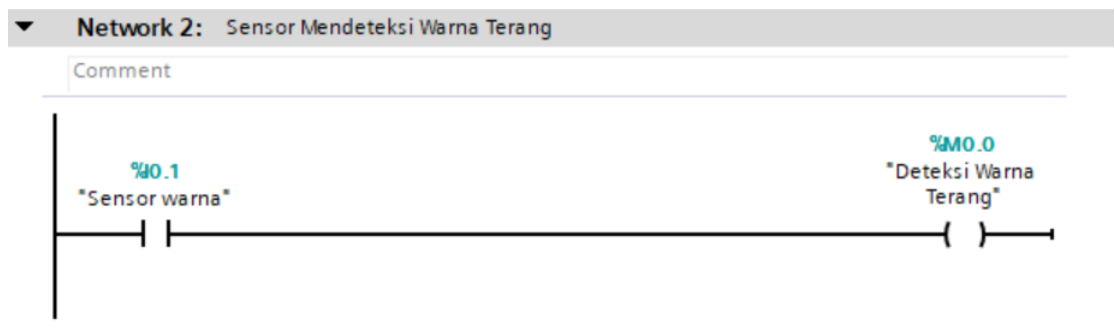 Network 2: Sensor Mendeteksi Warna Terang
Comment
%M0.0
"Deteksi Warna
Terang"
%I0.1
"Sensor warna"